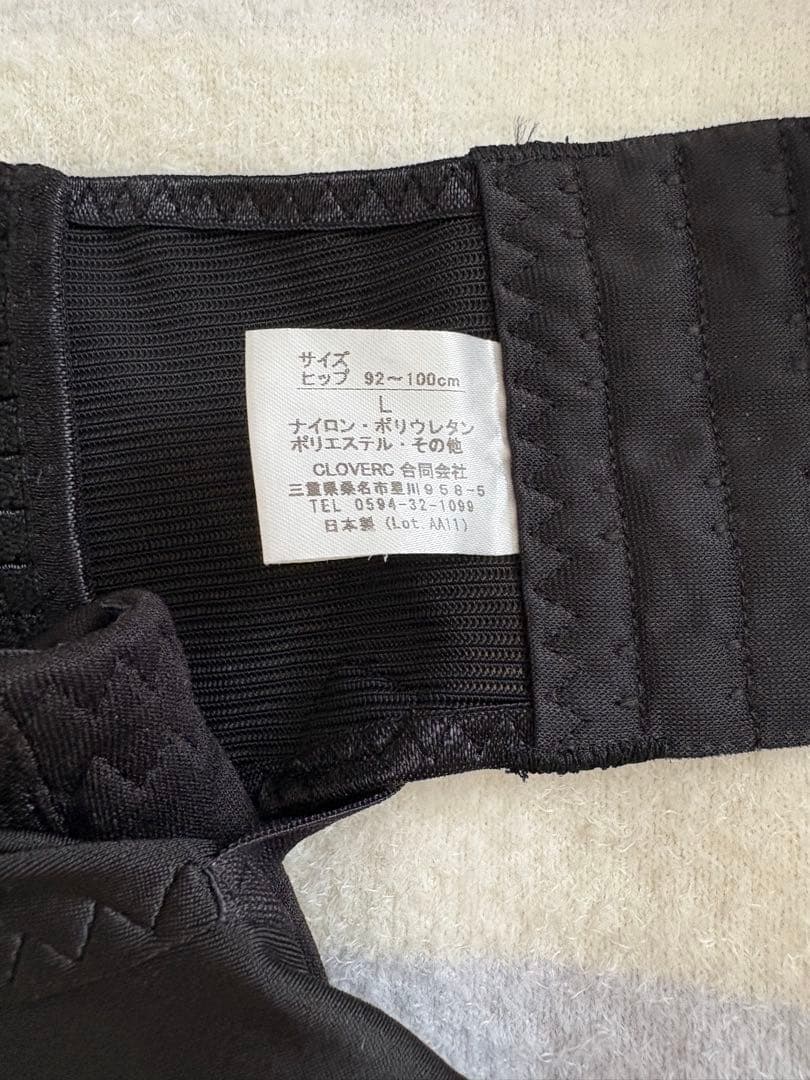 サイズ
ヒップ 92～100cm
L
ナイロン・ポリウレタン
ポリエステル・その他
CLOVERC 合同会社
三重県桑名市星川958-5
TEL 0594-32-1099
日本製 (Lot.AA11)